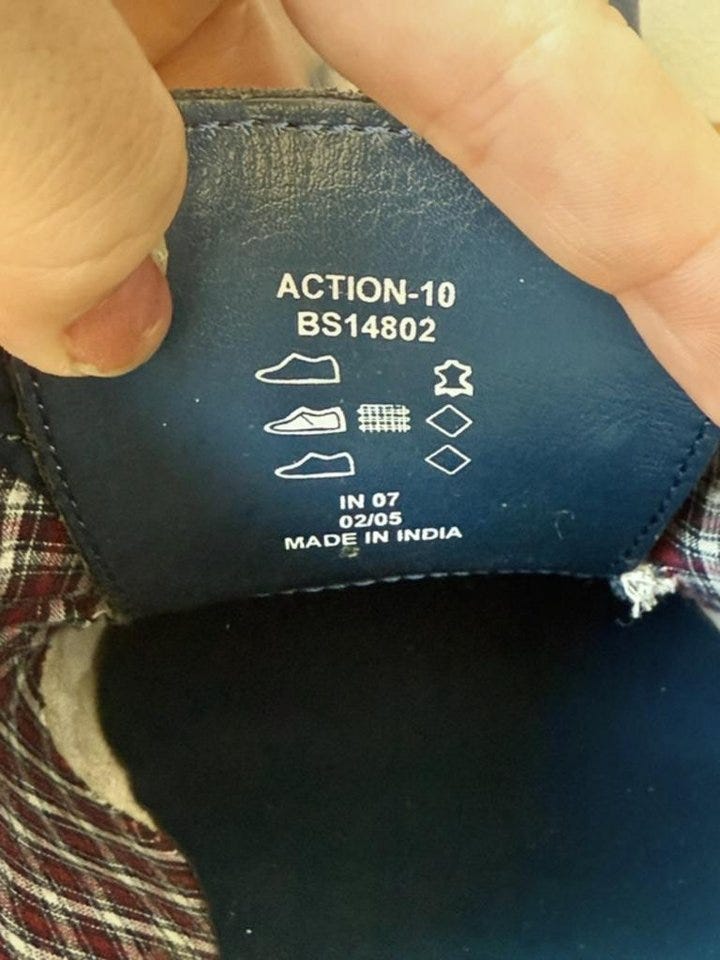 ACTION-10
BS14802
IN 07
02/05
MADE IN INDIA